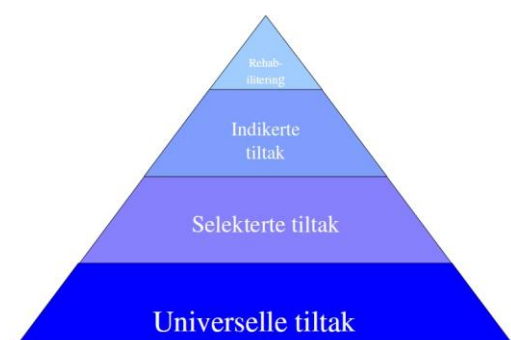 Rehab-
ilitering
Indikerte
tiltak
Selekterte tiltak
Universelle tiltak